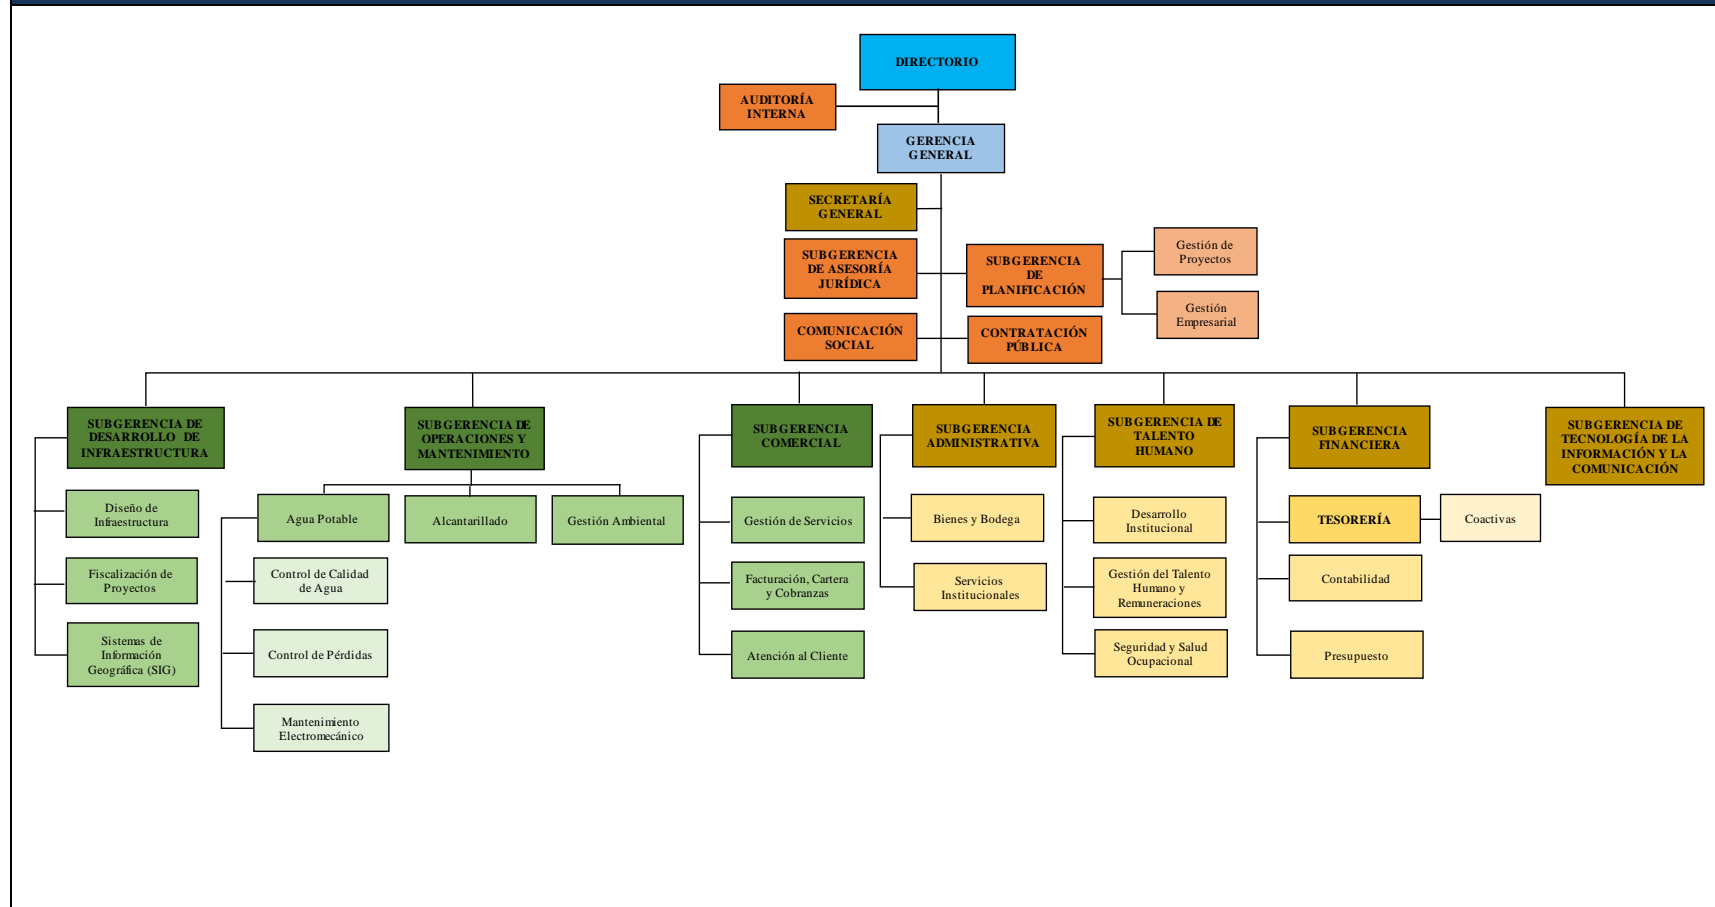 DIRECTORIO
AUDITORÍA
INTERNA
GERENCIA
GENERAL
SECRETARÍA
GENERAL
SUBGERENCIA
DE ASESORÍA
JURÍDICA
SUBGERENCIA
DE
PLANIFICACIÓN
Gestión de
Proyectos
Gestión
Empresarial
COMUNICACIÓN
SOCIAL
CONTRATACIÓN
PÚBLICA
SUBGERENCIA DE
DESARROLLO DE
INFRAESTRUCTURA
Diseño de
Infraestructura
Fiscalización de
Proyectos
Sistemas de
Información
Geográfica (SIG)
SUBGERENCIA DE
OPERACIONES Y
MANTENIMIENTO
Agua Potable
Alcantarillado
Gestión Ambiental
Control de Calidad
de Agua
Control de Pérdidas
Mantenimiento
Electromecánico
SUBGERENCIA
COMERCIAL
Gestión de Servicios
Facturación, Cartera
y Cobranzas
Atención al Cliente
SUBGERENCIA
ADMINISTRATIVA
Bienes y Bodega
Servicios
Institucionales
SUBGERENCIA DE
TALENTO
HUMANO
Desarrollo
Institucional
Gestión del Talento
Humano y
Remuneraciones
Seguridad y Salud
Ocupacional
SUBGERENCIA
FINANCIERA
TESORERÍA
Coactivas
Contabilidad
Presupuesto
SUBGERENCIA DE
TECNOLOGÍA DE LA
INFORMACIÓN Y LA
COMUNICACIÓN